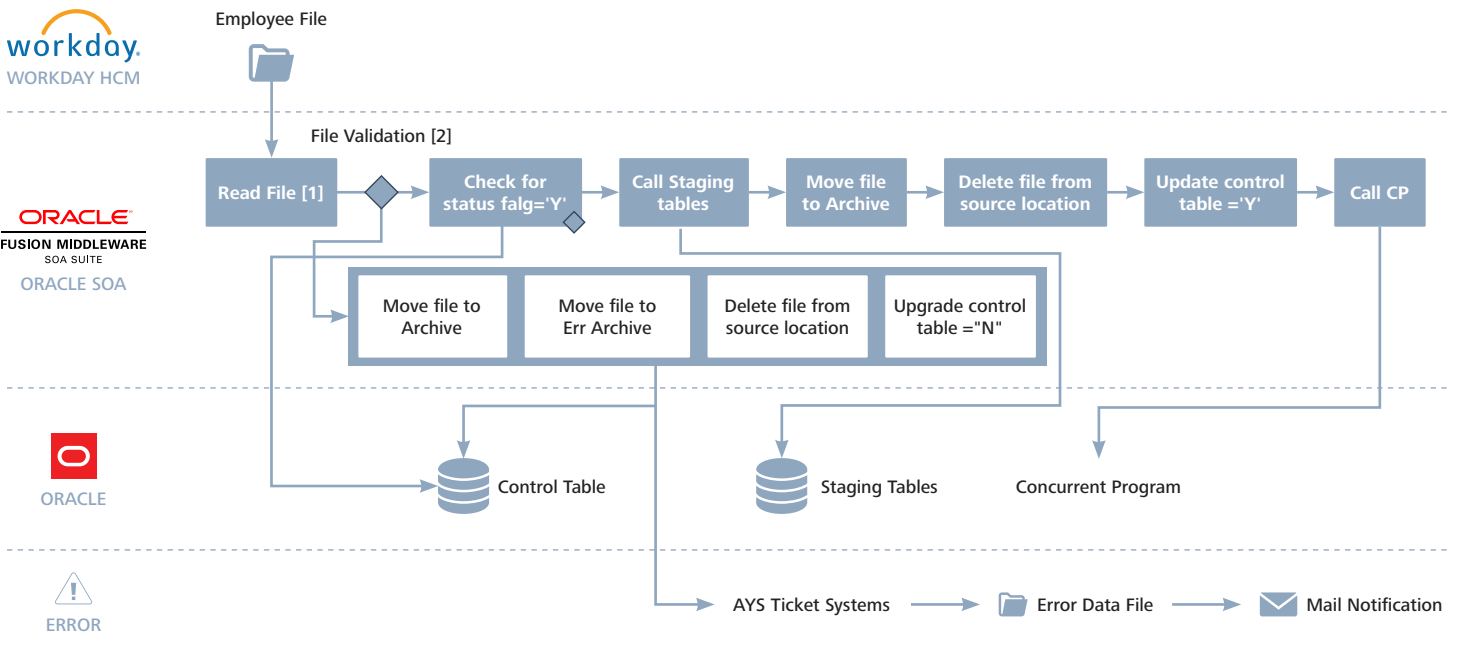 Employee File
workday.
WORKDAY HCM
File Validation [2]
Read File [1]
Check for
status falg='Y'
Call Staging
tables
Move file
to Archive
Delete file from
source location
Update control
table ='Y'
Call CP
ORACLE
FUSION MIDDLEWARE
SOA SUITE
ORACLE SOA
Move file to
Archive
Move file to
Err Archive
Delete file from
source location
Upgrade control
table ="N"
ORACLE
Control Table
Staging Tables
Concurrent Program
ERROR
AYS Ticket Systems
Error Data File
Mail Notification